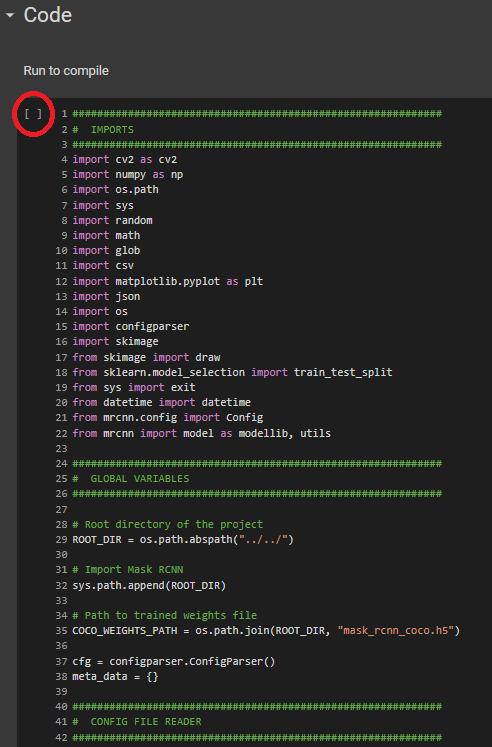 Code
Run to compile
[ ]
1 ###########################################################
2 #  IMPORTS
3 ###########################################################
4 import cv2 as cv2
5 import numpy as np
6 import os.path
7 import sys
8 import random
9 import math
10 import glob
11 import csv
12 import matplotlib.pyplot as plt
13 import json
14 import os
15 import configparser
16 import skimage
17 from skimage import draw
18 from sklearn.model_selection import train_test_split
19 from sys import exit
20 from datetime import datetime
21 from mrcnn.config import Config
22 from mrcnn import model as modellib, utils
23
24 ###########################################################
25 #  GLOBAL VARIABLES
26 ###########################################################
27
28 # Root directory of the project
29 ROOT_DIR = os.path.abspath("../../")
30
31 # Import Mask RCNN
32 sys.path.append(ROOT_DIR)
33
34 # Path to trained weights file
35 COCO_WEIGHTS_PATH = os.path.join(ROOT_DIR, "mask_rcnn_coco.h5")
36
37 cfg = configparser.ConfigParser()
38 meta_data = {}
39
40 ###########################################################
41 #  CONFIG FILE READER
42 ###########################################################